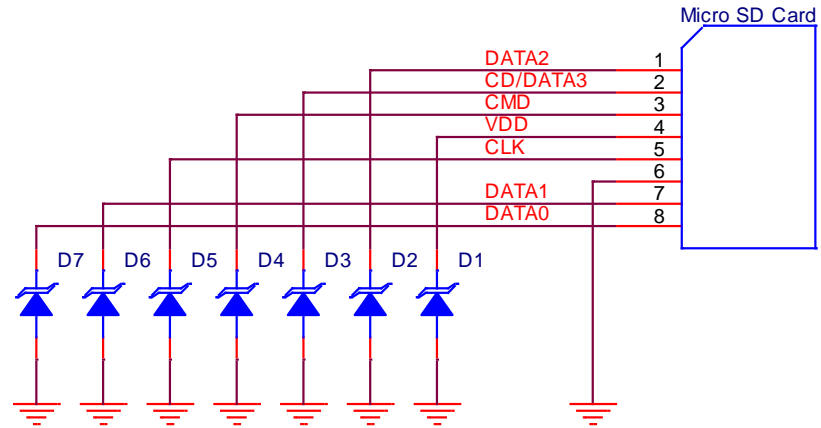 Micro SD Card
DATA2 1
CD/DATA3 2
CMD 3
VDD 4
CLK 5
6
DATA1 7
DATA0 8
D7 D6 D5 D4 D3 D2 D1